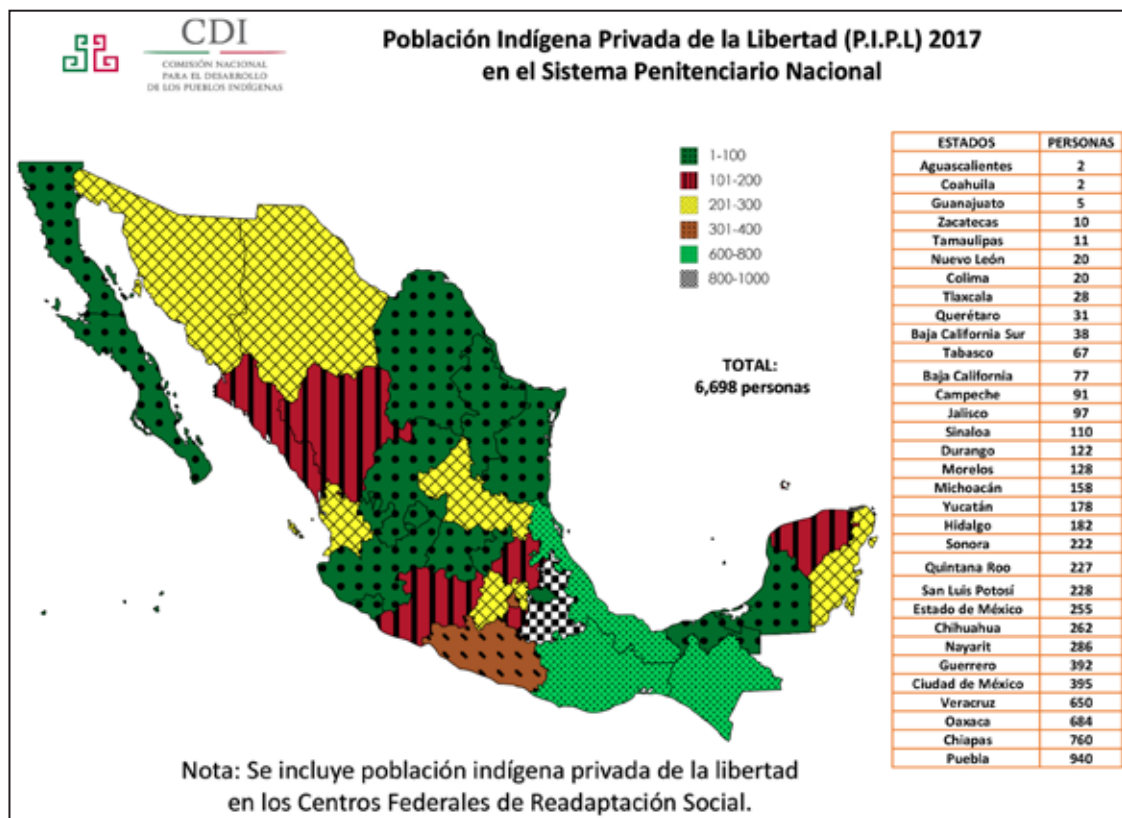 CDI
COMISIÓN NACIONAL
PARA EL DESARROLLO
DE LOS PUEBLOS INDÍGENAS
Población Indígena Privada de la Libertad (P.I.P.L) 2017
en el Sistema Penitenciario Nacional
1-100
101-200
201-300
301-400
600-800
800-1000
TOTAL:
6,698 personas
ESTADOS PERSONAS
Aguascalientes 2
Coahuila 2
Guanajuato 5
Zacatecas 10
Tamaulipas 11
Nuevo León 20
Colima 20
Tlaxcala 28
Querétaro 31
Baja California Sur 38
Tabasco 67
Baja California 77
Campeche 91
Jalisco 97
Sinaloa 110
Durango 122
Morelos 128
Michoacán 158
Yucatán 178
Hidalgo 182
Sonora 222
Quintana Roo 227
San Luis Potosí 228
Estado de México 255
Chihuahua 262
Nayarit 286
Guerrero 392
Ciudad de México 395
Veracruz 650
Oaxaca 684
Chiapas 760
Puebla 940
Nota: Se incluye población indígena privada de la libertad
en los Centros Federales de Readaptación Social.